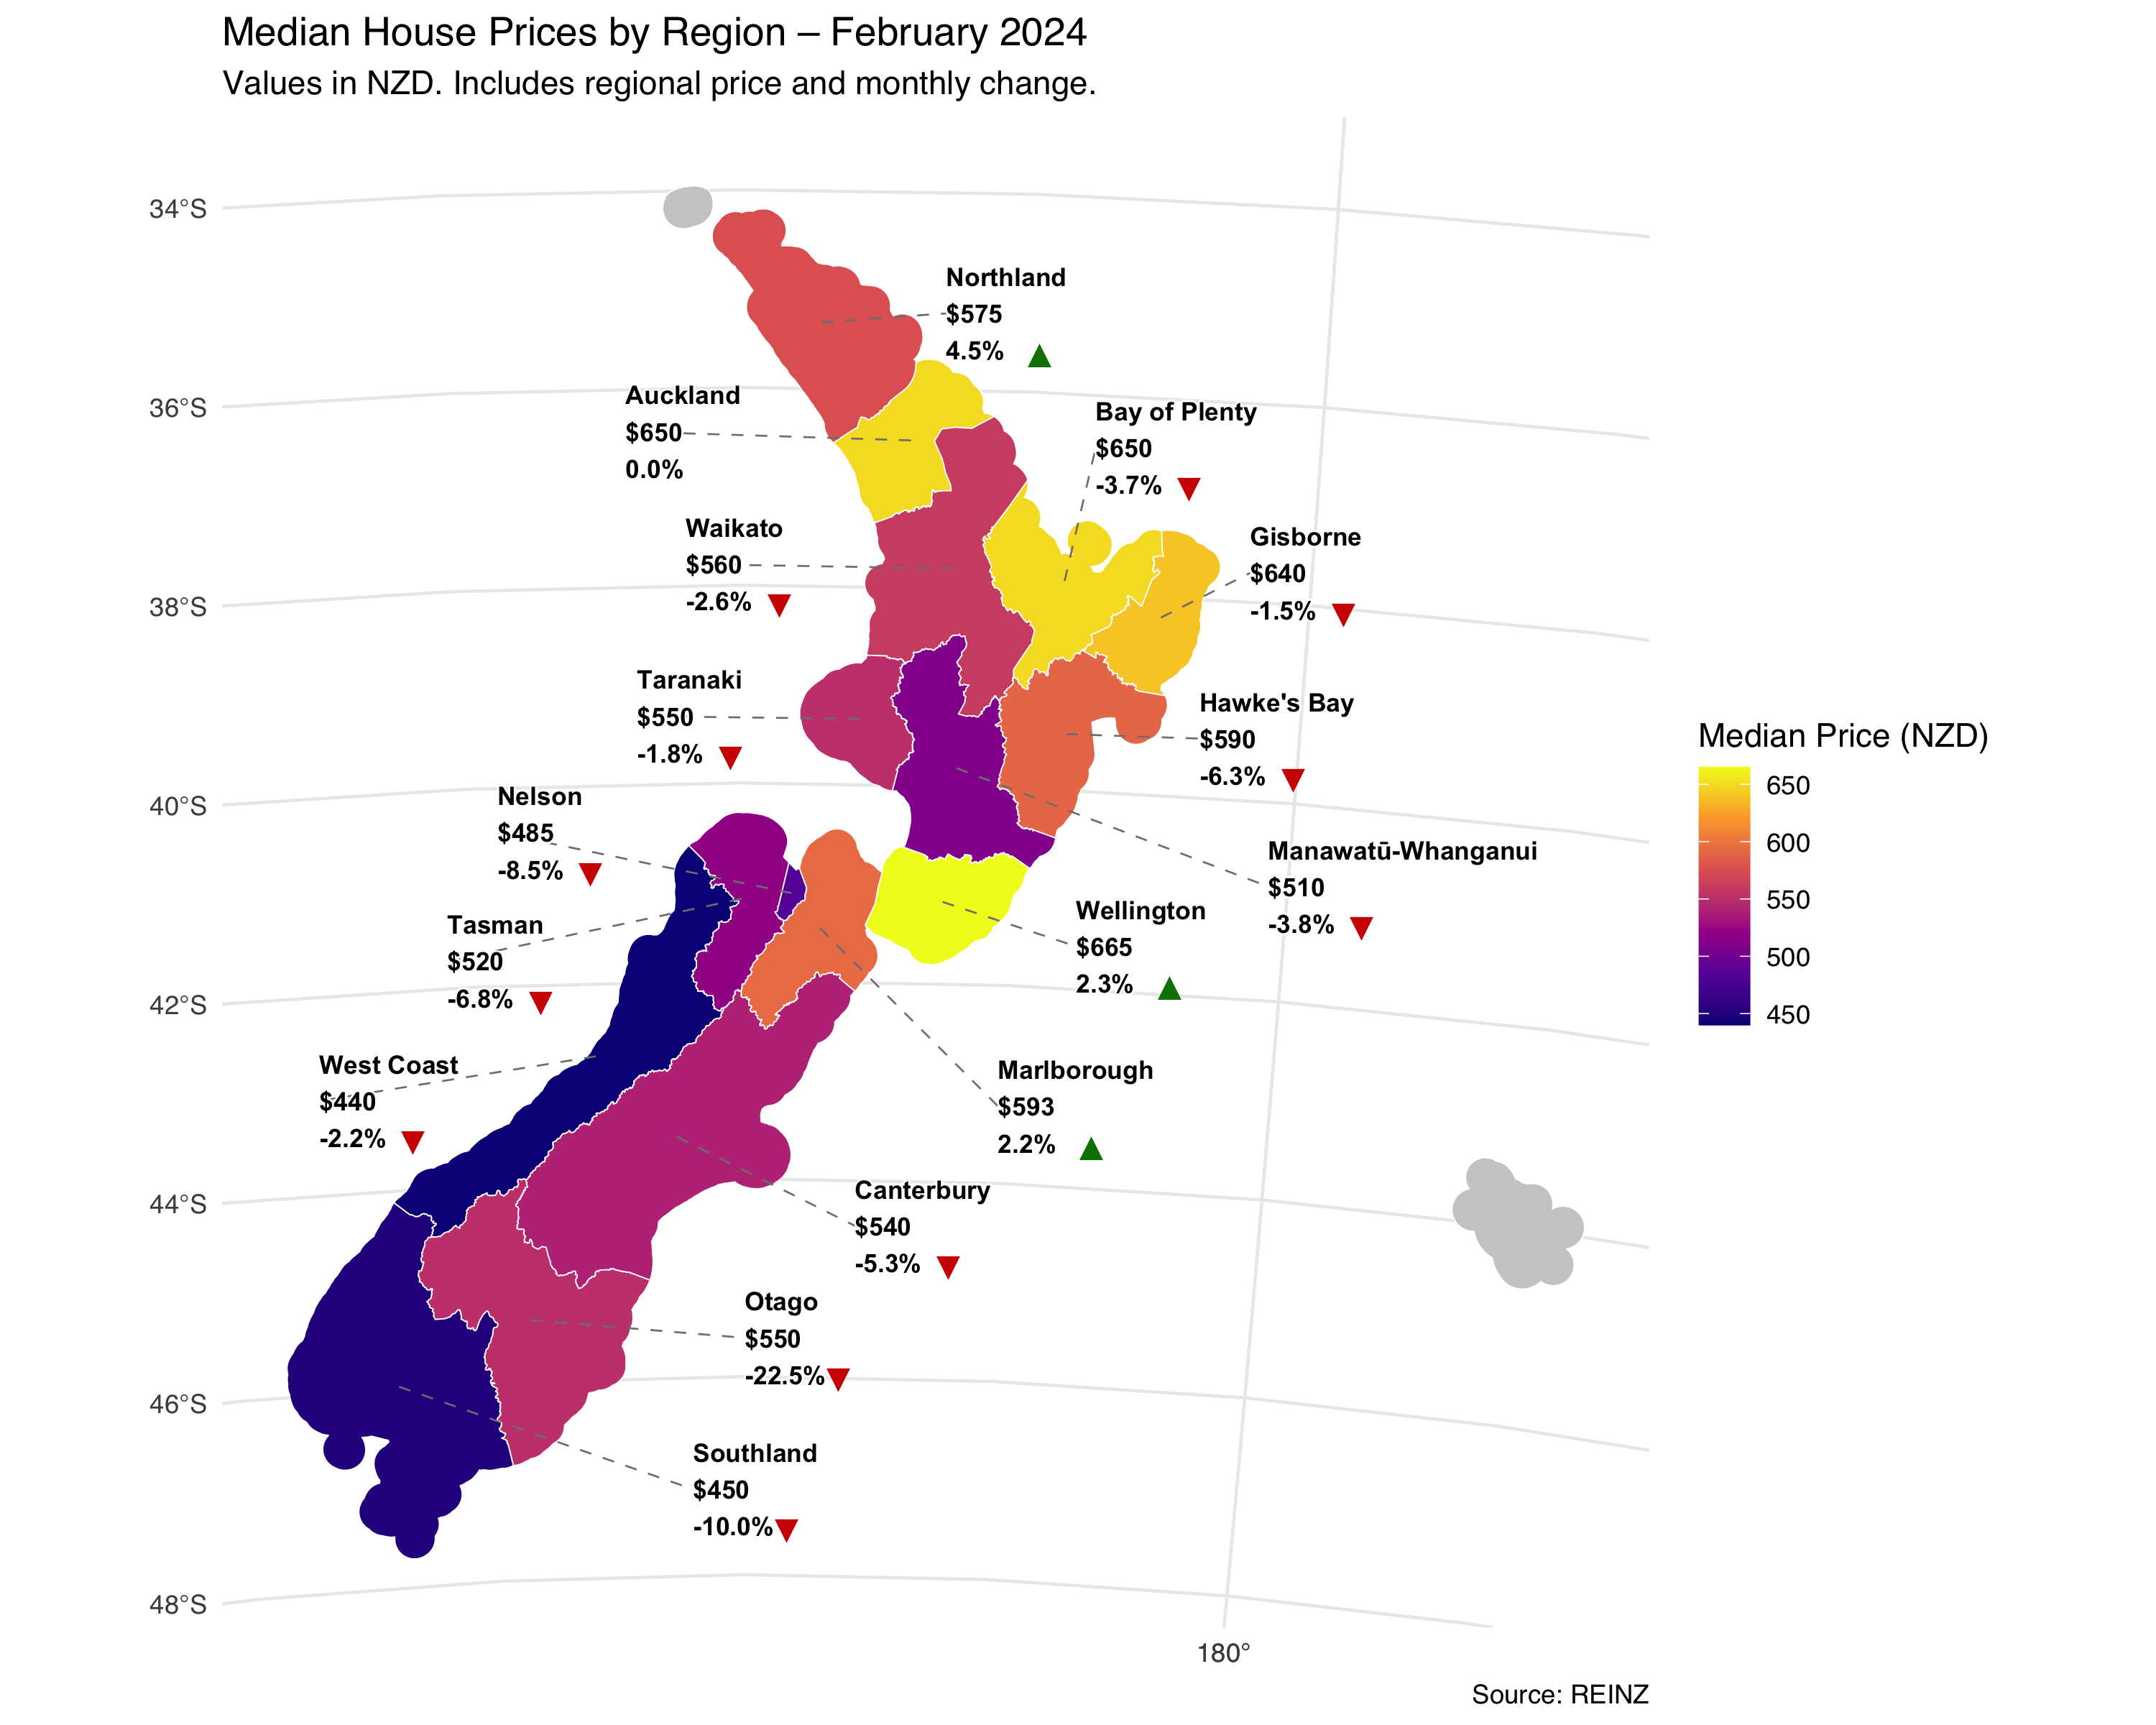 Median House Prices by Region – February 2024
Values in NZD. Includes regional price and monthly change.
34°S
36°S
38°S
40°S
42°S
44°S
46°S
48°S
180°
Northland
$575
4.5%
Auckland
$650
0.0%
Bay of Plenty
$650
-3.7%
Waikato
$560
-2.6%
Gisborne
$640
-1.5%
Taranaki
$550
-1.8%
Hawke's Bay
$590
-6.3%
Nelson
$485
-8.5%
Manawatū-Whanganui
$510
-3.8%
Tasman
$520
-6.8%
Wellington
$665
2.3%
West Coast
$440
-2.2%
Marlborough
$593
2.2%
Canterbury
$540
-5.3%
Otago
$550
-22.5%
Southland
$450
-10.0%
Median Price (NZD)
650
600
550
500
450
Source: REINZ